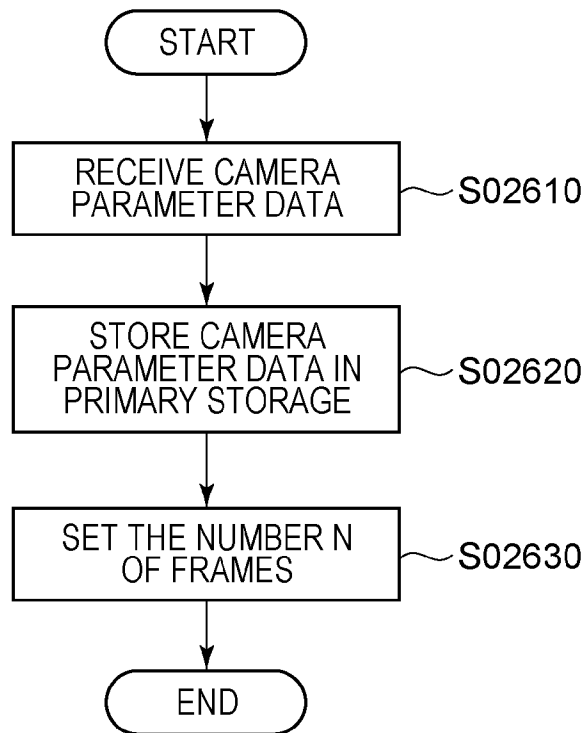 START
RECEIVE CAMERA
PARAMETER DATA
S02610
STORE CAMERA
PARAMETER DATA IN
PRIMARY STORAGE
S02620
SET THE NUMBER N
OF FRAMES
S02630
END